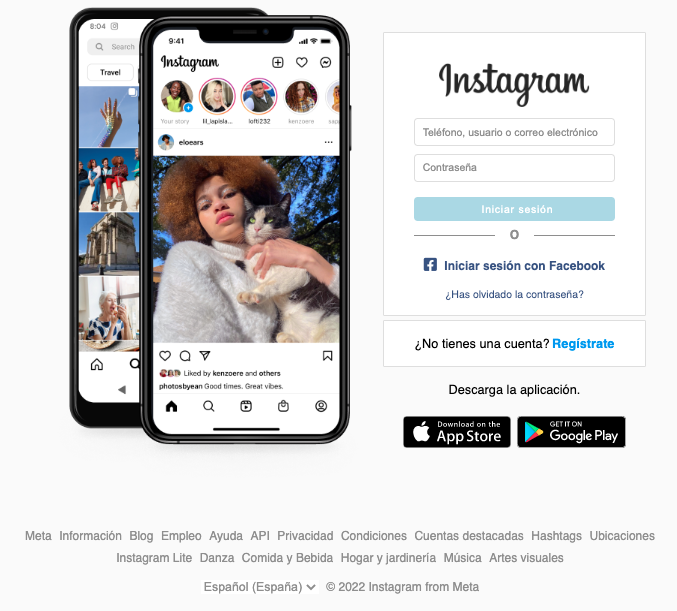 8:04
Search
Travel
9:41
Instagram
Your story
lil_lapisla...
lofti232
kenzoere
eloears
Liked by kenzoere and others
photosbyean Good times. Great vibes.
Instagram
Teléfono, usuario o correo electrónico
Contraseña
Iniciar sesión
O
Iniciar sesión con Facebook
¿Has olvidado la contraseña?
¿No tienes una cuenta? Regístrate
Descarga la aplicación.
Download on the
App Store
GET IT ON
Google Play
Meta Información Blog Empleo Ayuda API Privacidad Condiciones Cuentas destacadas Hashtags Ubicaciones
Instagram Lite Danza Comida y Bebida Hogar y jardinería Música Artes visuales
Español (España) © 2022 Instagram from Meta